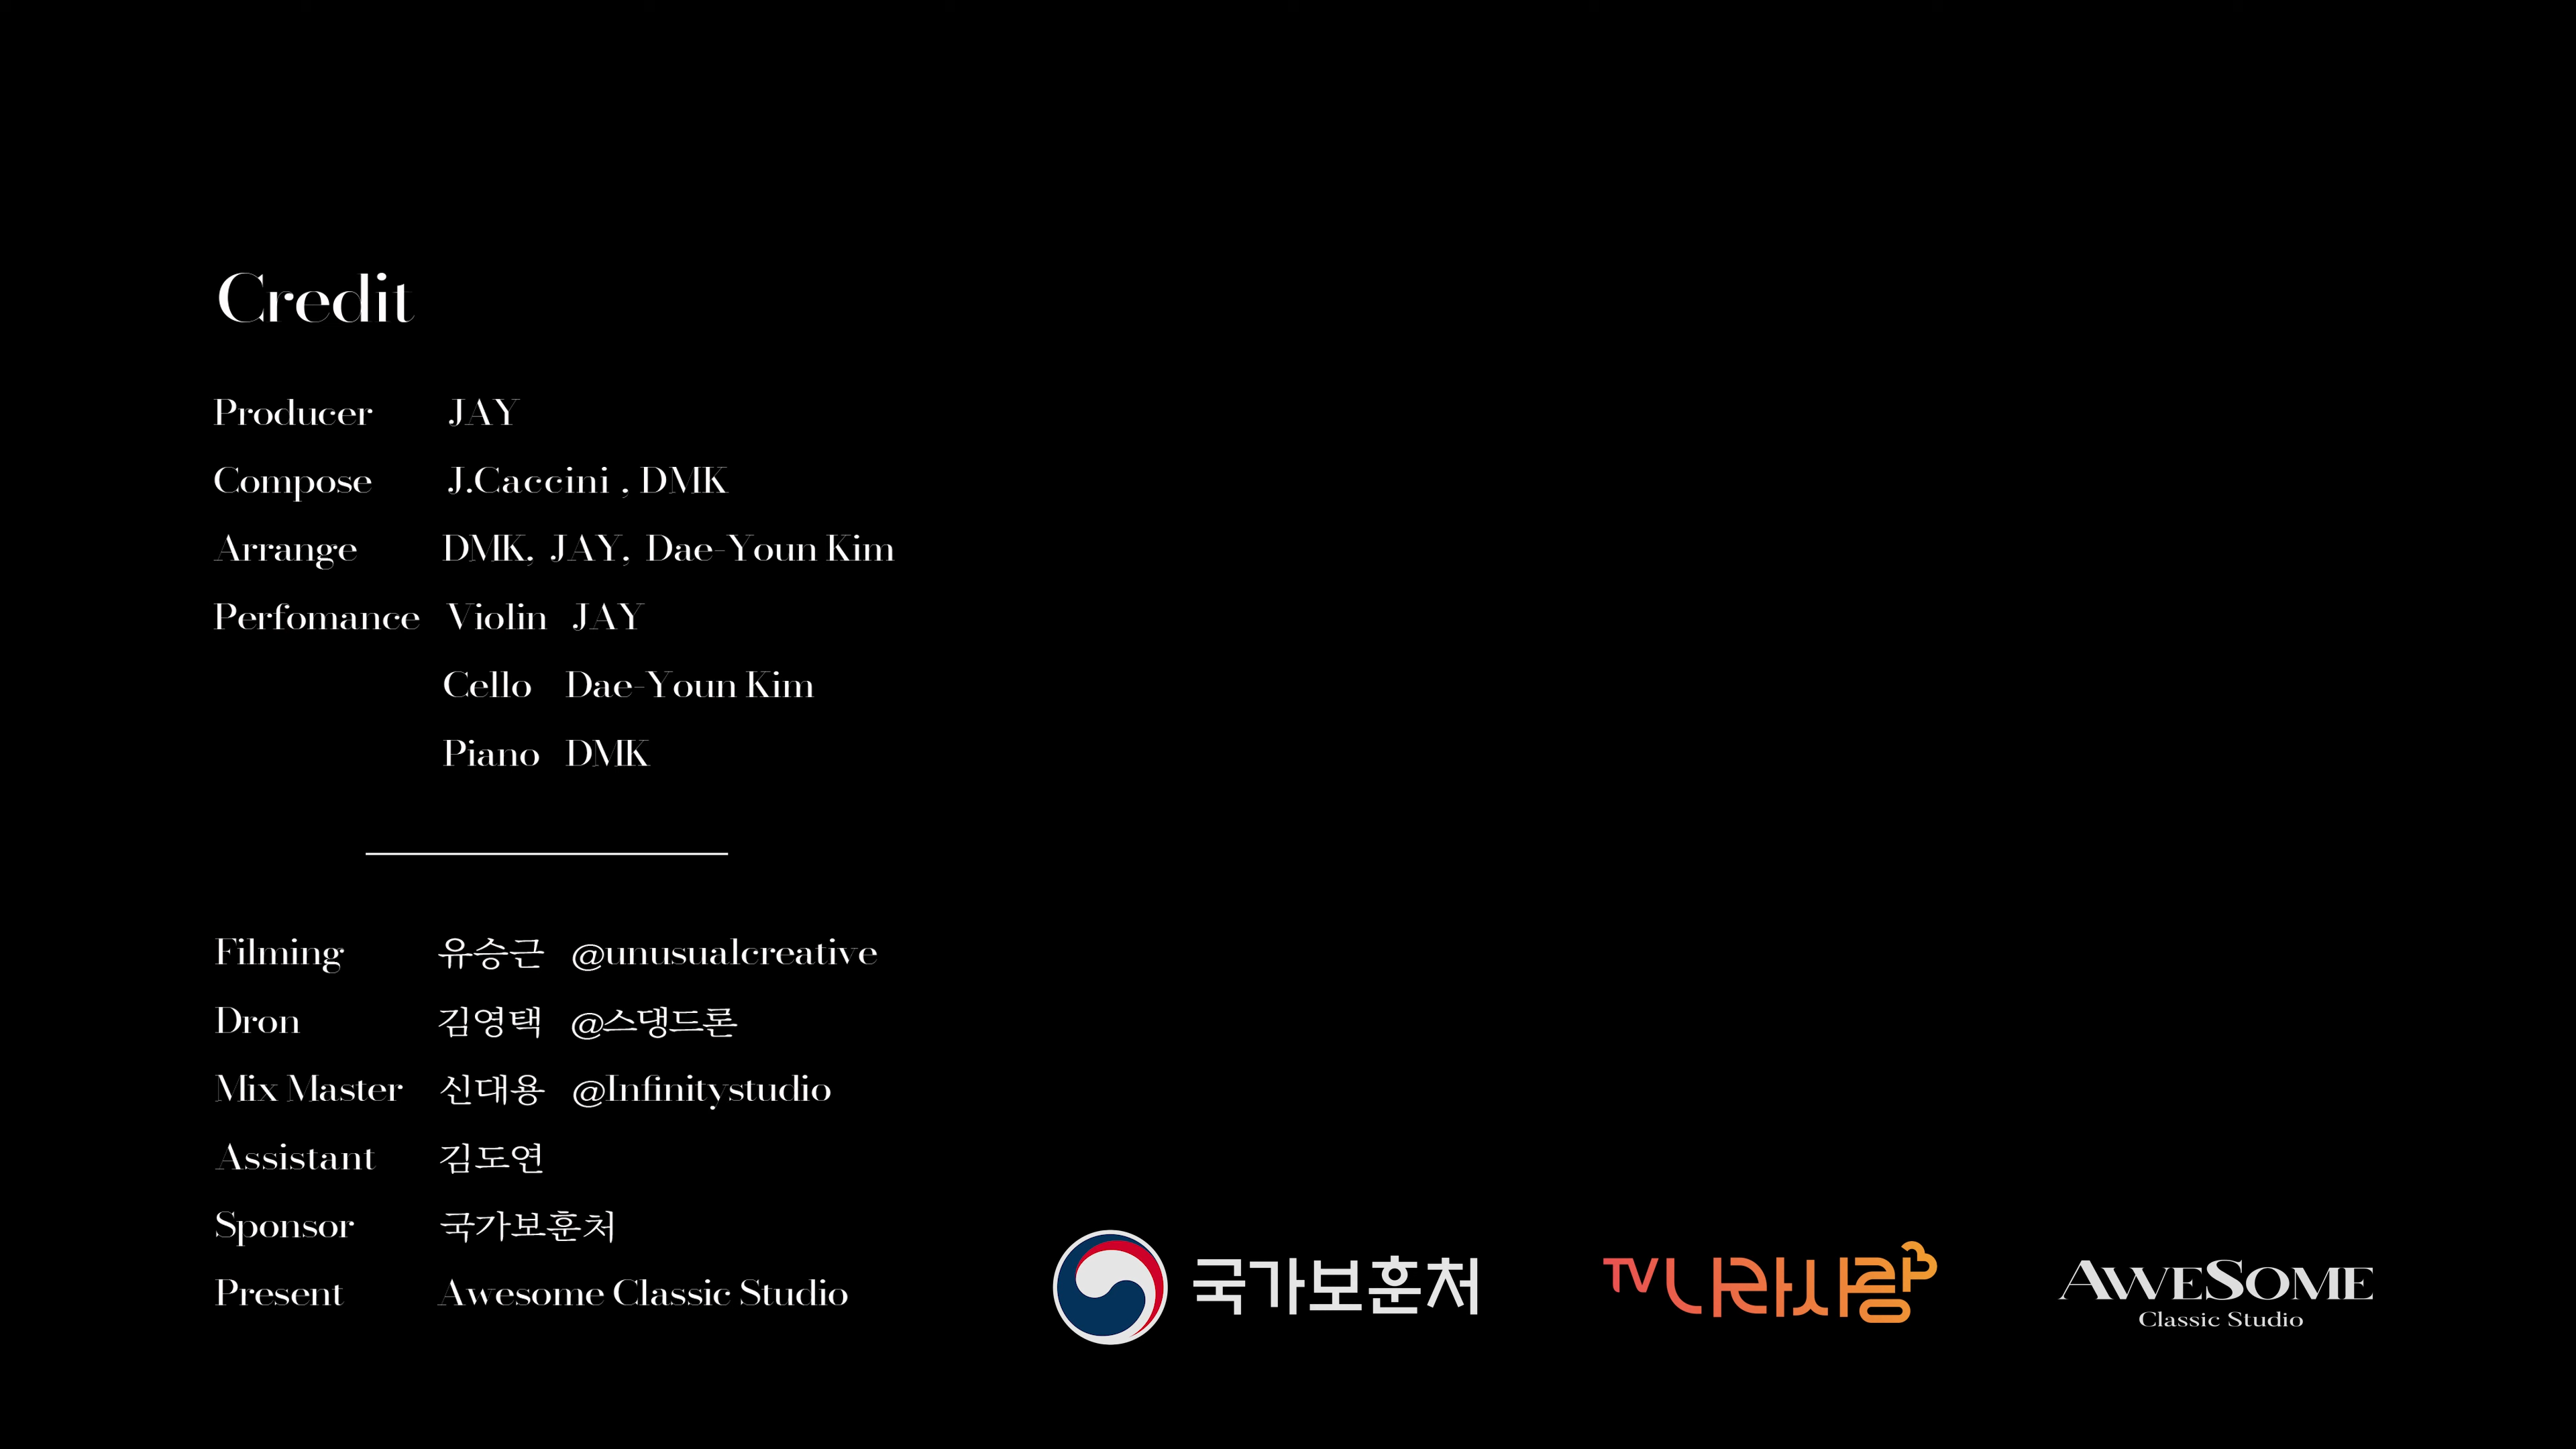 Credit
Producer JAY
Compose J.Caccini , DMK
Arrange DMK, JAY, Dae-Youn Kim
Perfomance Violin JAY
Cello Dae-Youn Kim
Piano DMK
Filming 유승근 @unusualcreative
Dron 김영택 @스댕드론
Mix Master 신대용 @Infinitystudio
Assistant 김도연
Sponsor 국가보훈처
Present Awesome Classic Studio
국가보훈처
TV나라사랑
AWESOME
Classic Studio